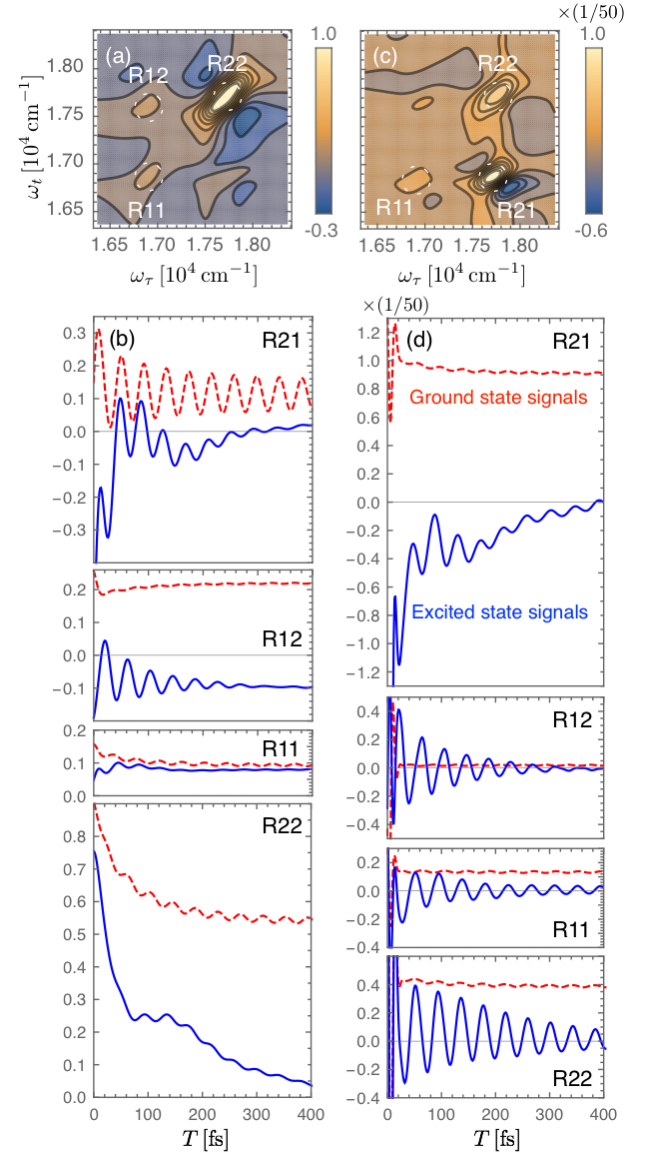 ×(1/50)
1.0
1.0
(a)
(c)
R12
R22
R22
R11
R11
R21
1.80
1.75
1.70
1.65
ω_t [10⁴ cm⁻¹]
-0.3
-0.6
1.65 1.70 1.75 1.80
1.65 1.70 1.75 1.80
ω_τ [10⁴ cm⁻¹]
ω_τ [10⁴ cm⁻¹]
(b)
R21
0.3
0.2
0.1
0.0
-0.1
-0.2
-0.3
R12
0.2
0.0
-0.1
R11
0.2
0.1
0.0
R22
0.9
0.8
0.7
0.6
0.5
0.4
0.3
0.2
0.1
0.0
0 100 200 300 400
T [fs]
×(1/50)
(d)
R21
Ground state signals
Excited state signals
1.2
1.0
0.8
0.6
0.4
0.2
0.0
-0.2
-0.4
-0.6
-0.8
-1.0
-1.2
R12
0.4
0.2
0.0
-0.2
-0.4
R11
0.2
0.0
-0.2
-0.4
R22
0.6
0.4
0.2
0.0
-0.2
-0.4
0 100 200 300 400
T [fs]